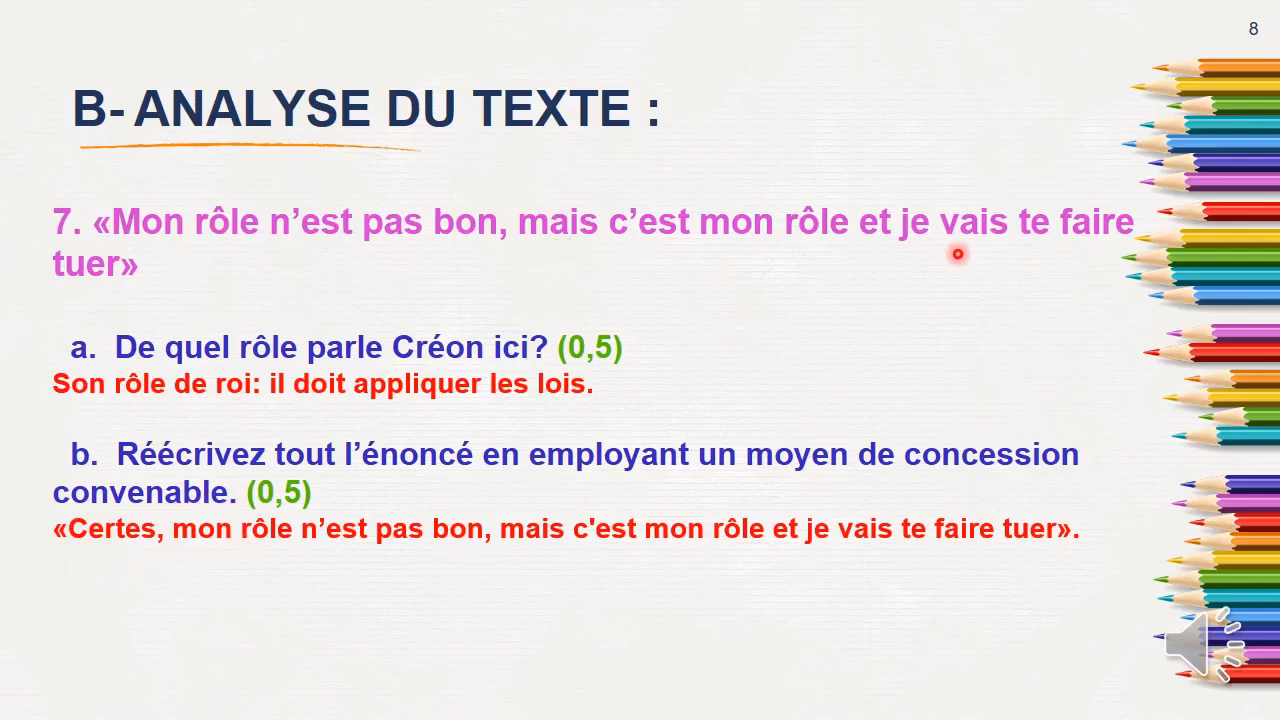 8
B- ANALYSE DU TEXTE :
7. «Mon rôle n’est pas bon, mais c’est mon rôle et je vais te faire
tuer»
a. De quel rôle parle Créon ici? (0,5)
Son rôle de roi: il doit appliquer les lois.
b. Réécrivez tout l’énoncé en employant un moyen de concession
convenable. (0,5)
«Certes, mon rôle n’est pas bon, mais c'est mon rôle et je vais te faire tuer».